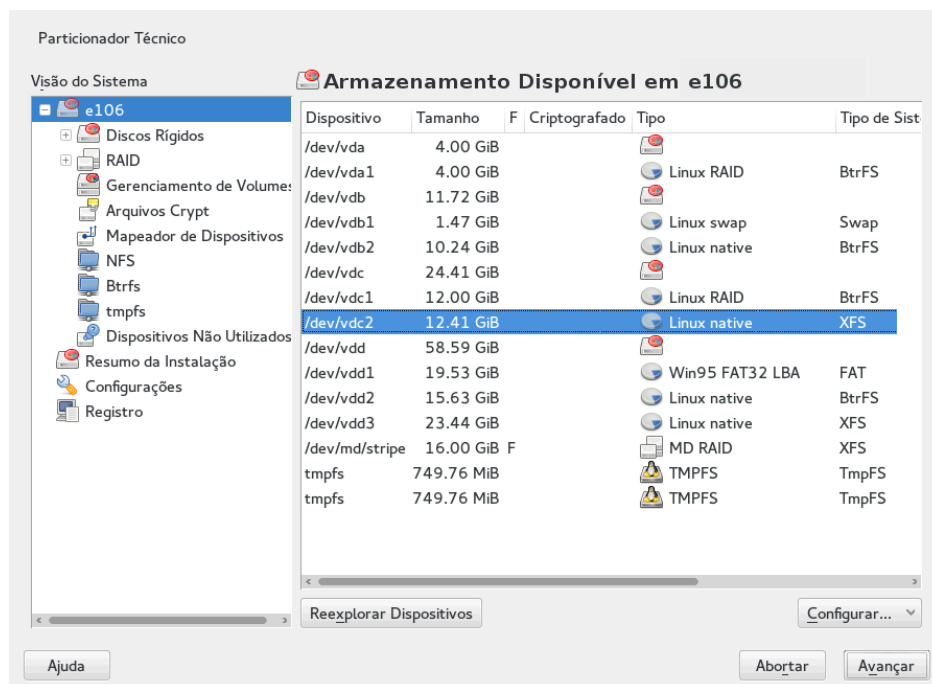 Particionador Técnico
Visão do Sistema
e106
Discos Rígidos
RAID
Gerenciamento de Volumes
Arquivos Crypt
Mapeador de Dispositivos
NFS
Btrfs
tmpfs
Dispositivos Não Utilizados
Resumo da Instalação
Configurações
Registro
Armazenamento Disponível em e106
Dispositivo Tamanho F Criptografado Tipo Tipo de Sist
/dev/vda 4.00 GiB
/dev/vda1 4.00 GiB Linux RAID BtrFS
/dev/vdb 11.72 GiB
/dev/vdb1 1.47 GiB Linux swap Swap
/dev/vdb2 10.24 GiB Linux native BtrFS
/dev/vdc 24.41 GiB
/dev/vdc1 12.00 GiB Linux RAID BtrFS
/dev/vdc2 12.41 GiB Linux native XFS
/dev/vdd 58.59 GiB
/dev/vdd1 19.53 GiB Win95 FAT32 LBA FAT
/dev/vdd2 15.63 GiB Linux native BtrFS
/dev/vdd3 23.44 GiB Linux native XFS
/dev/md/stripe 16.00 GiB F MD RAID XFS
tmpfs 749.76 MiB TMPFS TmpFS
tmpfs 749.76 MiB TMPFS TmpFS
Reexplorar Dispositivos Configurar...
Ajuda Abortar Avançar